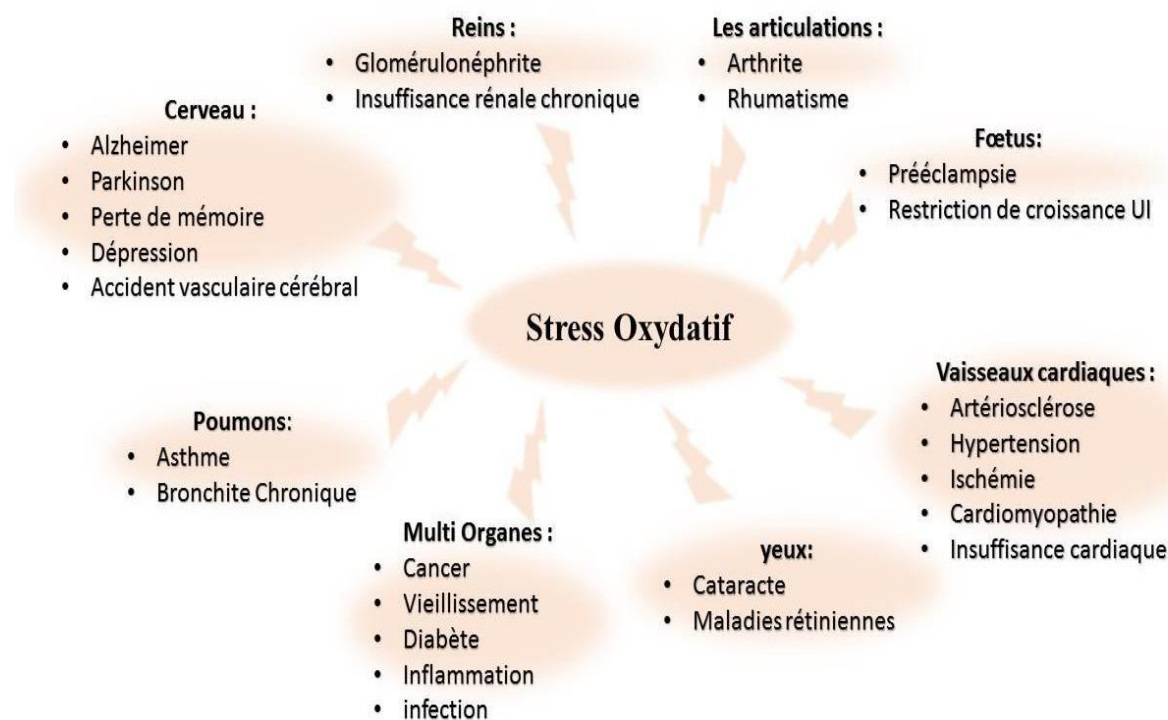 Reins :
• Glomérulonéphrite
• Insuffisance rénale chronique
Les articulations :
• Arthrite
• Rhumatisme
Cerveau :
• Alzheimer
• Parkinson
• Perte de mémoire
• Dépression
• Accident vasculaire cérébral
Fœtus:
• Prééclampsie
• Restriction de croissance UI
Stress Oxydatif
Vaisseaux cardiaques :
• Artériosclérose
• Hypertension
• Ischémie
• Cardiomyopathie
• Insuffisance cardiaque
Poumons:
• Asthme
• Bronchite Chronique
Multi Organes :
• Cancer
• Vieillissement
• Diabète
• Inflammation
• infection
yeux:
• Cataracte
• Maladies rétiniennes